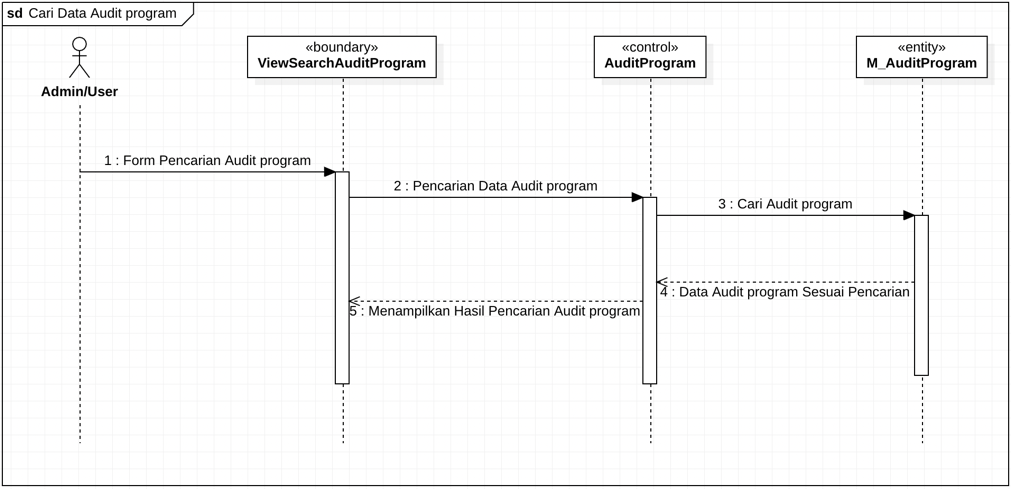 sd Cari Data Audit program
Admin/User
«boundary»
ViewSearchAuditProgram
«control»
AuditProgram
«entity»
M_AuditProgram
1 : Form Pencarian Audit program
2 : Pencarian Data Audit program
3 : Cari Audit program
4 : Data Audit program Sesuai Pencarian
5 : Menampilkan Hasil Pencarian Audit program